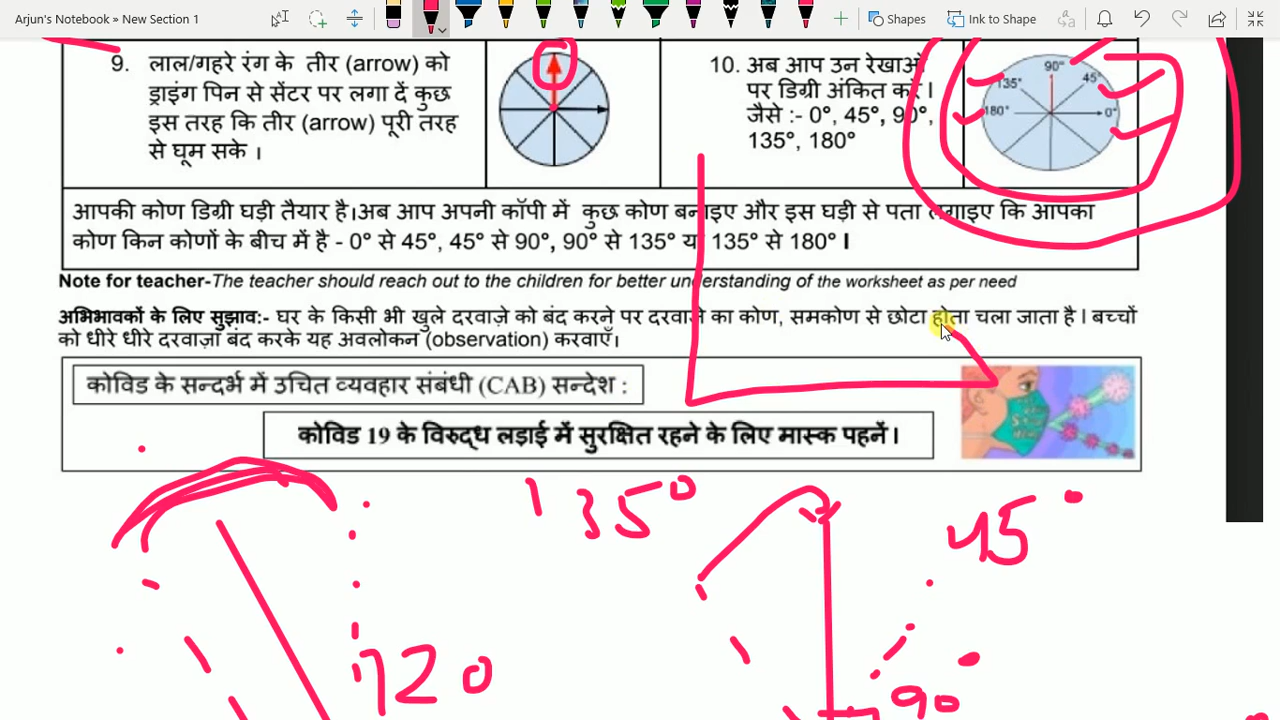 Arjun's Notebook » New Section 1
Shapes
Ink to Shape
9. लाल/गहरे रंग के तीर (arrow) को
ड्राइंग पिन से सेंटर पर लगा दें कुछ
इस तरह कि तीर (arrow) पूरी तरह
से घूम सके ।
10. अब आप उन रेखाओं
पर डिग्री अंकित करें ।
जैसे :- 0°, 45°, 90°,
135°, 180°
90°
135°
45°
180°
0°
आपकी कोण डिग्री घड़ी तैयार है।अब आप अपनी कॉपी में कुछ कोण बनाइए और इस घड़ी से पता लगाइए कि आपका
कोण किन कोणों के बीच में है - 0° से 45°, 45° से 90°, 90° से 135° या 135° से 180° ।
Note for teacher-The teacher should reach out to the children for better understanding of the worksheet as per need
अभिभावकों के लिए सुझाव:- घर के किसी भी खुले दरवाज़े को बंद करने पर दरवाजे का कोण, समकोण से छोटा होता चला जाता है । बच्चों
को धीरे धीरे दरवाज़ा बंद करके यह अवलोकन (observation) करवाएँ।
कोविड के सन्दर्भ में उचित व्यवहार संबंधी (CAB) सन्देश :
कोविड 19 के विरुद्ध लड़ाई में सुरक्षित रहने के लिए मास्क पहनें ।
135°
45°
120
90°